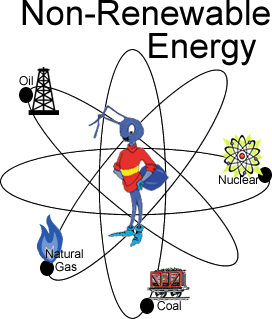 Non-Renewable
Energy
Oil
Nuclear
Natural
Gas
Coal